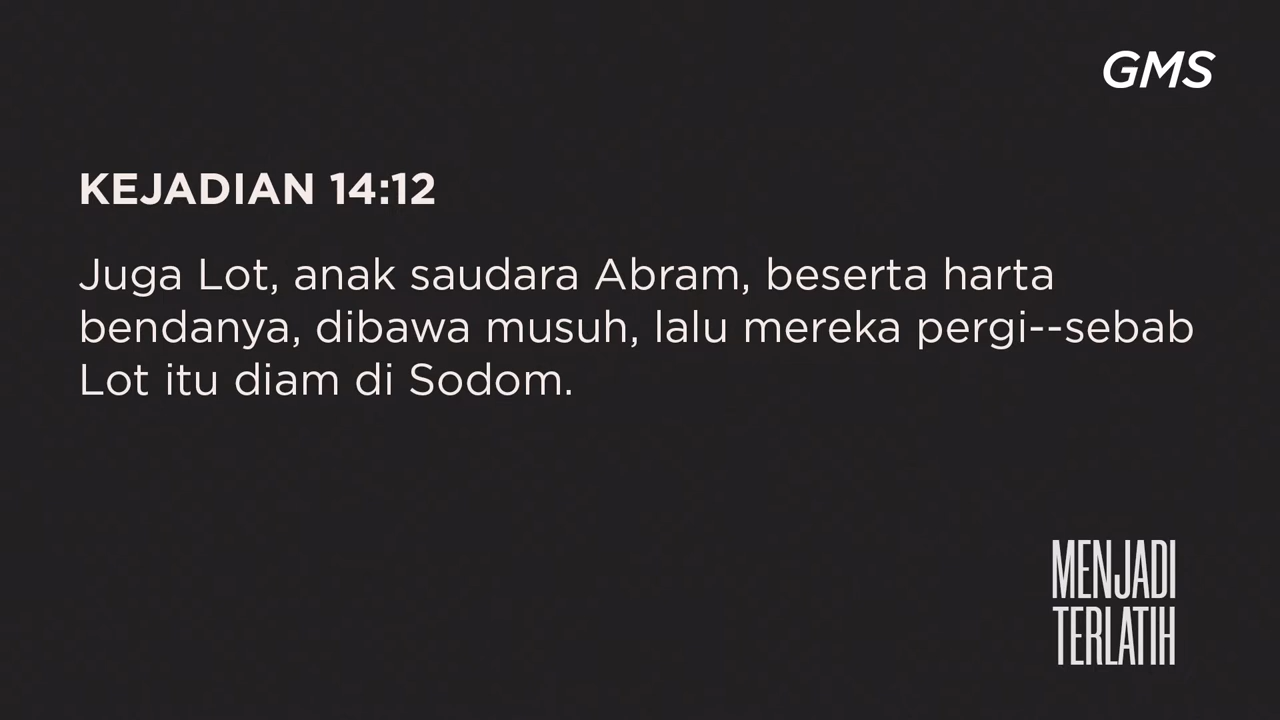 GMS
KEJADIAN 14:12
Juga Lot, anak saudara Abram, beserta harta
bendanya, dibawa musuh, lalu mereka pergi--sebab
Lot itu diam di Sodom.
MENJADI
TERLATIH